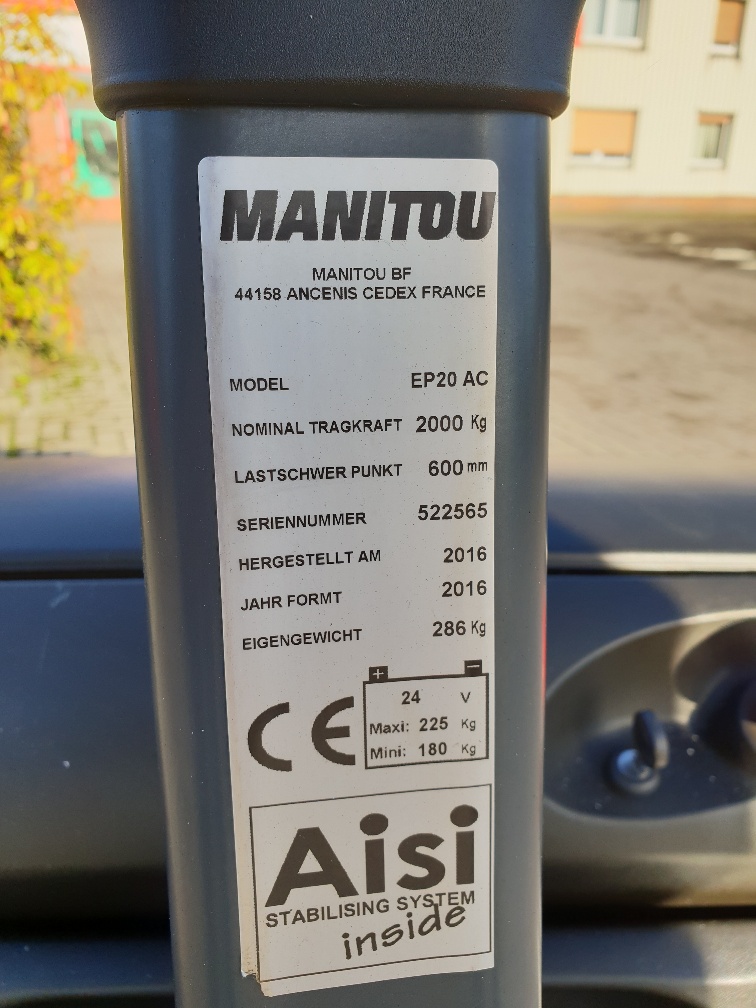 MANITOU
MANITOU BF
44158 ANCENIS CEDEX FRANCE
MODEL EP20 AC
NOMINAL TRAGKRAFT 2000 Kg
LASTSCHWER PUNKT 600 mm
SERIENNUMMER 522565
HERGESTELLT AM 2016
JAHR FORMT 2016
EIGENGEWICHT 286 Kg
+ −
24 V
Maxi: 225 Kg
Mini: 180 Kg
CE
Aisi
STABILISING SYSTEM
inside